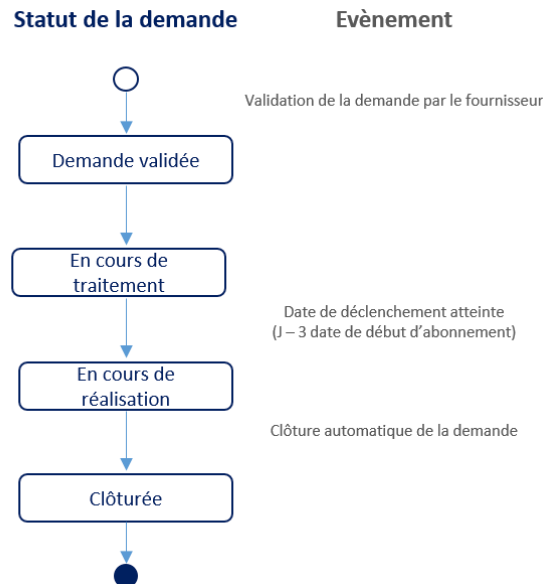 Statut de la demande
Evènement
Validation de la demande par le fournisseur
Demande validée
En cours de
traitement
Date de déclenchement atteinte
(J – 3 date de début d'abonnement)
En cours de
réalisation
Clôture automatique de la demande
Clôturée